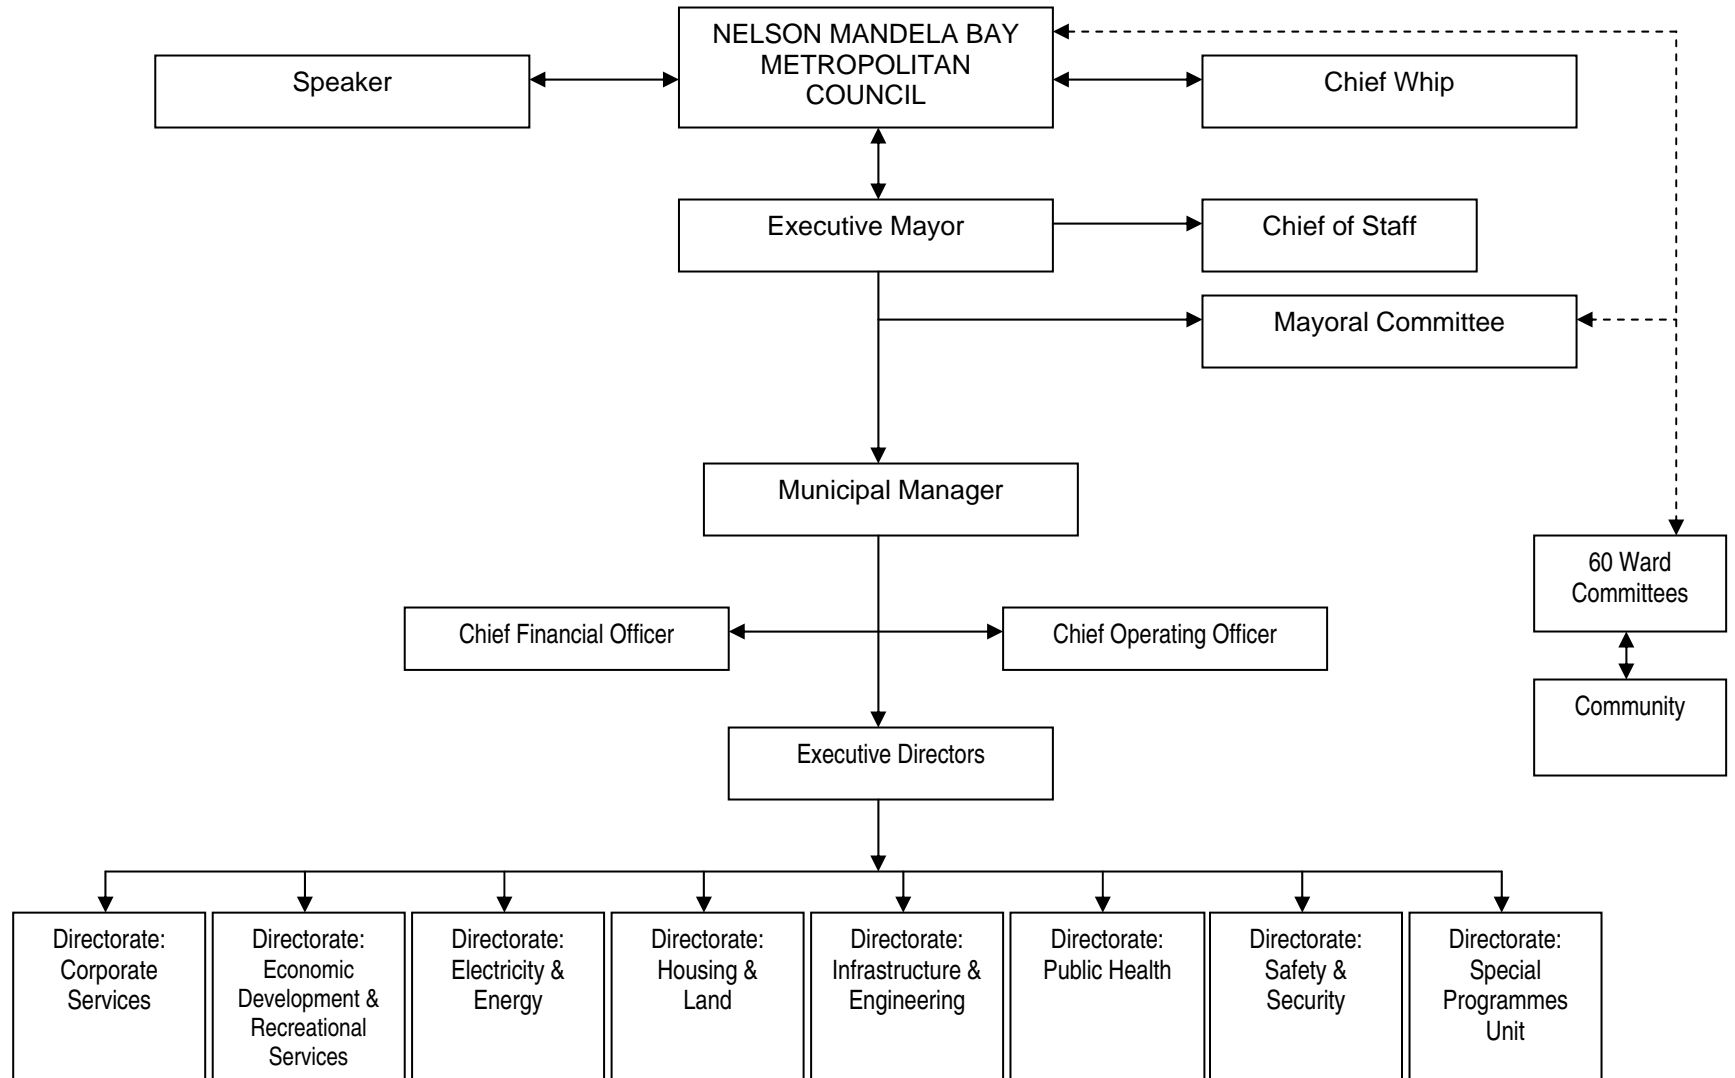 NELSON MANDELA BAY
METROPOLITAN
COUNCIL
Speaker
Chief Whip
Executive Mayor
Chief of Staff
Mayoral Committee
Municipal Manager
60 Ward
Committees
Chief Financial Officer
Chief Operating Officer
Community
Executive Directors
Directorate:
Corporate
Services
Directorate:
Economic
Development &
Recreational
Services
Directorate:
Electricity &
Energy
Directorate:
Housing &
Land
Directorate:
Infrastructure &
Engineering
Directorate:
Public Health
Directorate:
Safety &
Security
Directorate:
Special
Programmes
Unit